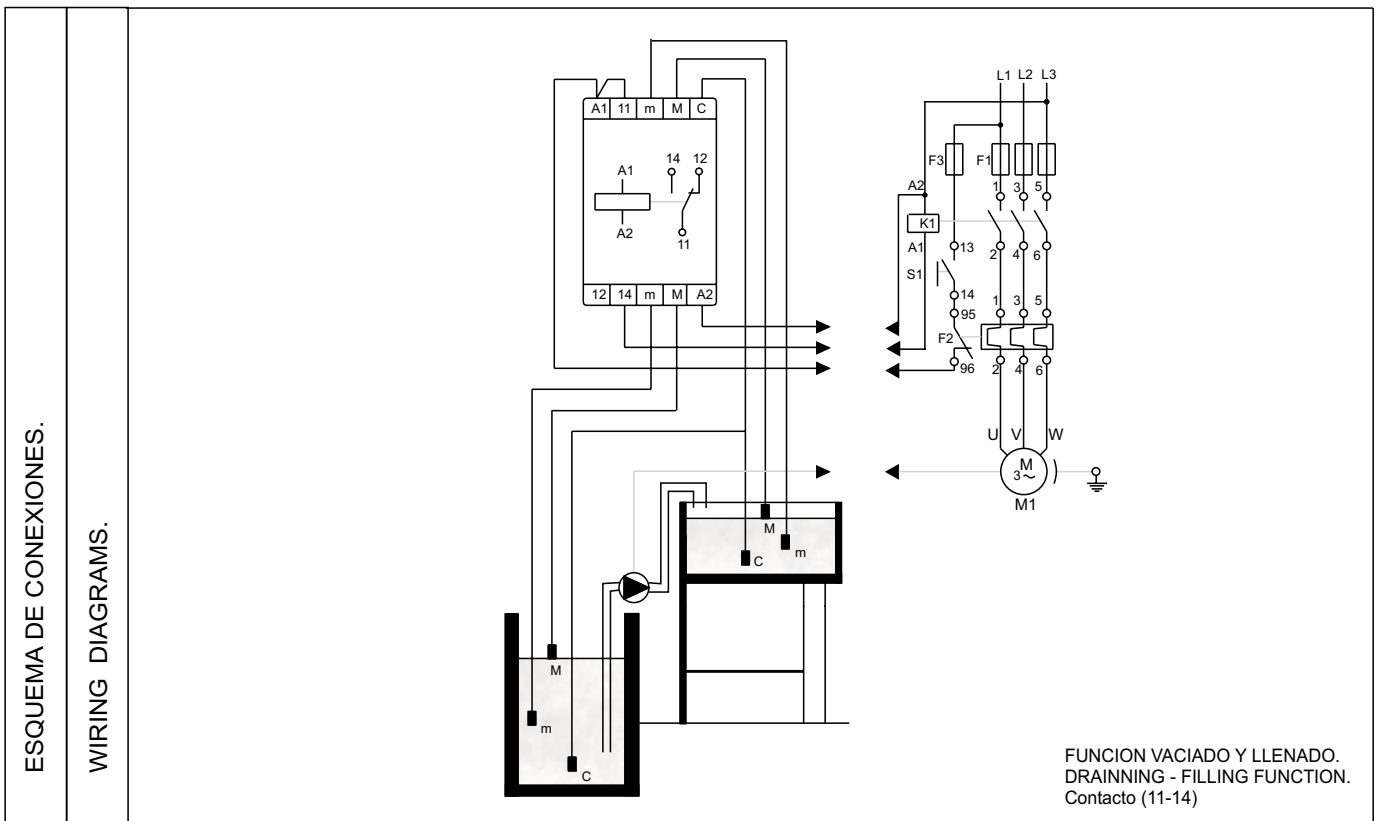 ESQUEMA DE CONEXIONES.
WIRING DIAGRAMS.
A1 11 m M C
A1
A2
14 12
11
12 14 m M A2
L1 L2 L3
F3 F1
A2
1 3 5
K1
A1
13
2 4 6
S1
14
95
1 3 5
F2
96
2 4 6
U V W
M
3~
M1
M
m
C
M
m
C
FUNCION VACIADO Y LLENADO.
DRAINNING - FILLING FUNCTION.
Contacto (11-14)